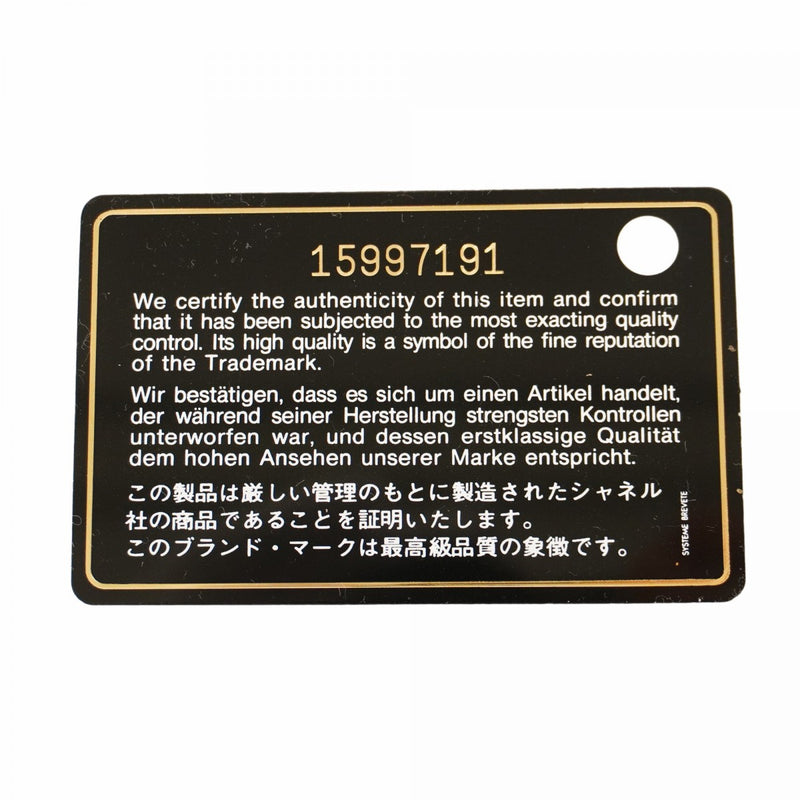 15997191
We certify the authenticity of this item and confirm
that it has been subjected to the most exacting quality
control. Its high quality is a symbol of the fine reputation
of the Trademark.
Wir bestätigen, dass es sich um einen Artikel handelt,
der während seiner Herstellung strengsten Kontrollen
unterworfen war, und dessen erstklassige Qualität
dem hohen Ansehen unserer Marke entspricht.
この製品は厳しい管理のもとに製造されたシャネル
社の商品であることを証明いたします。
このブランド・マークは最高級品質の象徴です。
SYSTEME BREVETE